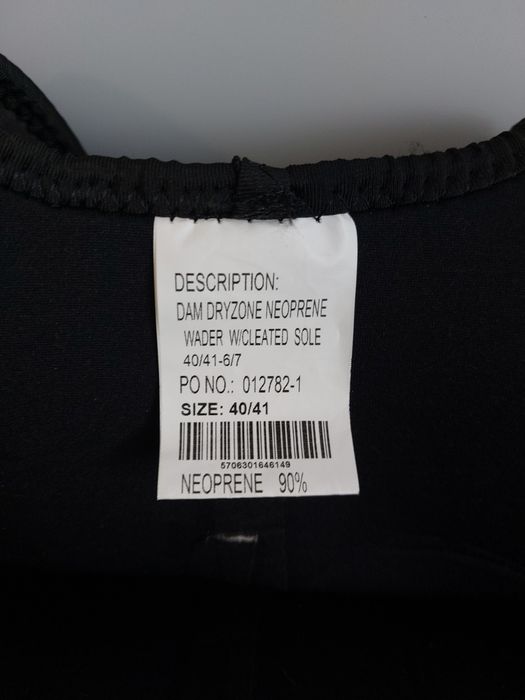 DESCRIPTION:
DAM DRYZONE NEOPRENE
WADER W/CLEATED SOLE
40/41-6/7
PO NO.: 012782-1
SIZE: 40/41
5706301646149
NEOPRENE 90%